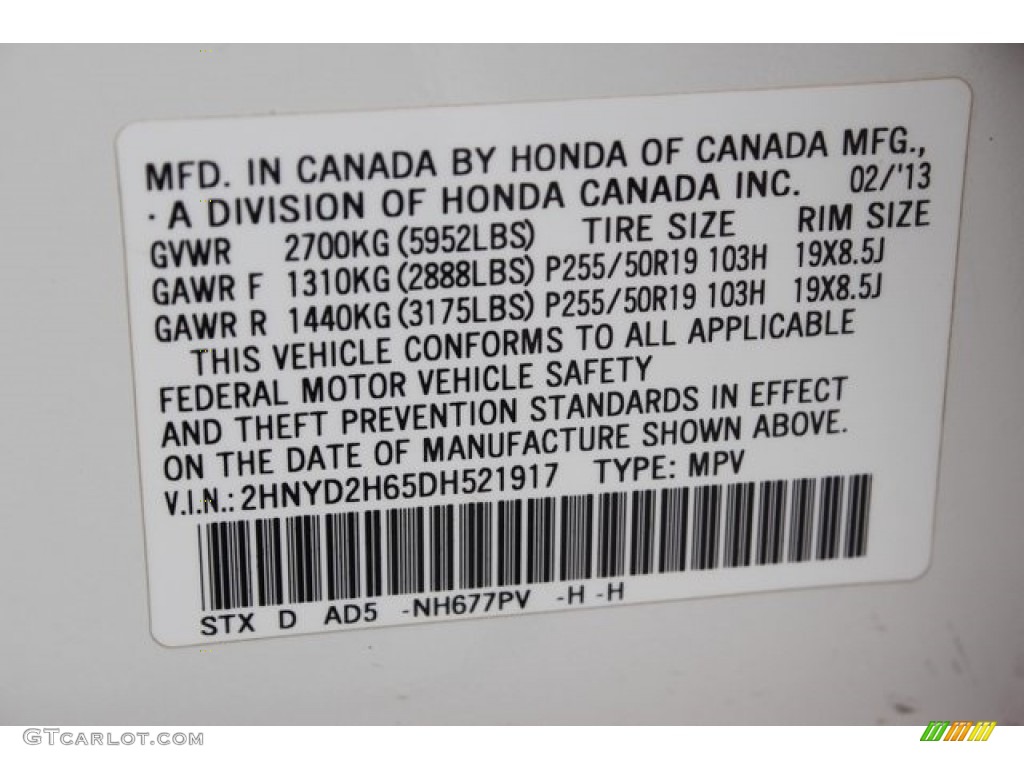 MFD. IN CANADA BY HONDA OF CANADA MFG.,
· A DIVISION OF HONDA CANADA INC. 02/'13
GVWR 2700KG (5952LBS) TIRE SIZE RIM SIZE
GAWR F 1310KG (2888LBS) P255/50R19 103H 19X8.5J
GAWR R 1440KG (3175LBS) P255/50R19 103H 19X8.5J
THIS VEHICLE CONFORMS TO ALL APPLICABLE
FEDERAL MOTOR VEHICLE SAFETY
AND THEFT PREVENTION STANDARDS IN EFFECT
ON THE DATE OF MANUFACTURE SHOWN ABOVE.
V.I.N.: 2HNYD2H65DH521917 TYPE: MPV
STX D AD5 -NH677PV -H -H
GTCARLOT.COM